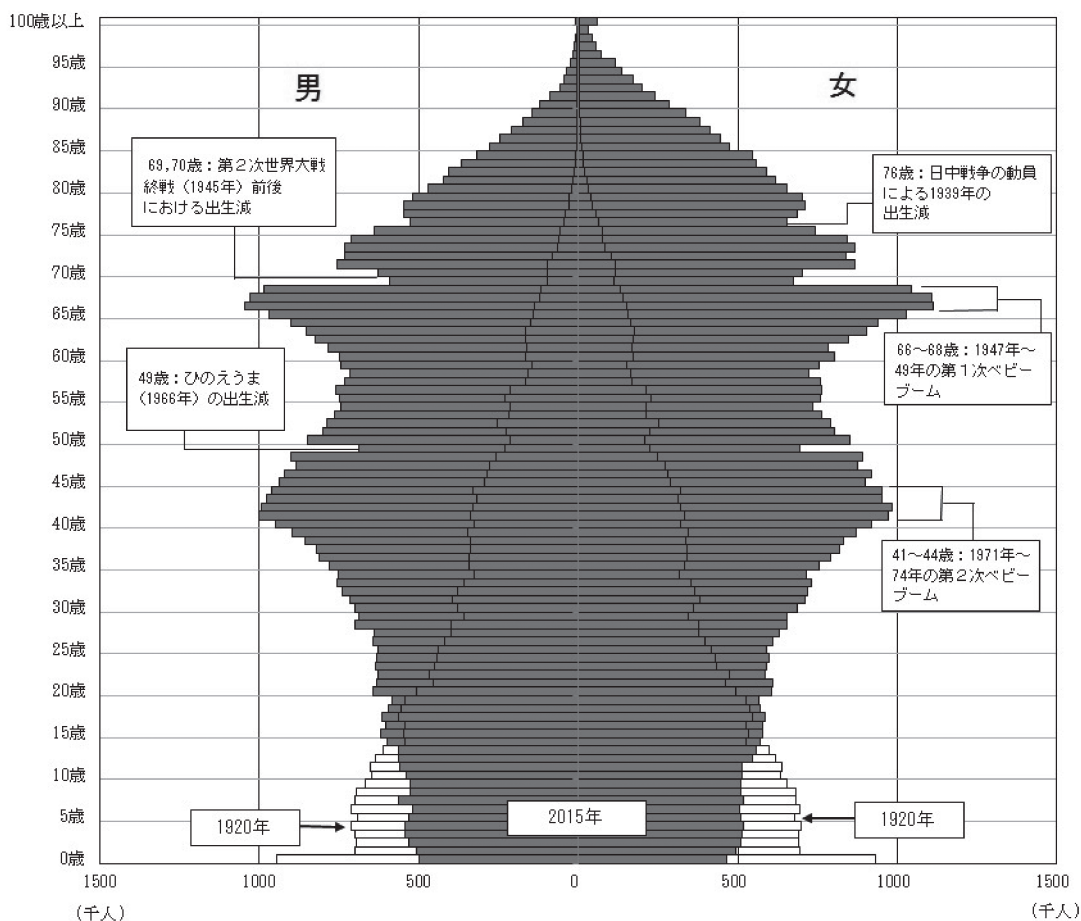 100歳以上
95歳
90歳
85歳
80歳
75歳
70歳
65歳
60歳
55歳
50歳
45歳
40歳
35歳
30歳
25歳
20歳
15歳
10歳
5歳
0歳
男
女
69,70歳：第２次世界大戦
終戦（1945年）前後
における出生減
76歳：日中戦争の動員
による1939年の
出生減
66～68歳：1947年～
49年の第１次ベビー
ブーム
49歳：ひのえうま
（1966年）の出生減
41～44歳：1971年～
74年の第２次ベビー
ブーム
1920年
2015年
1920年
1500 1000 500 0 500 1000 1500
（千人） （千人）